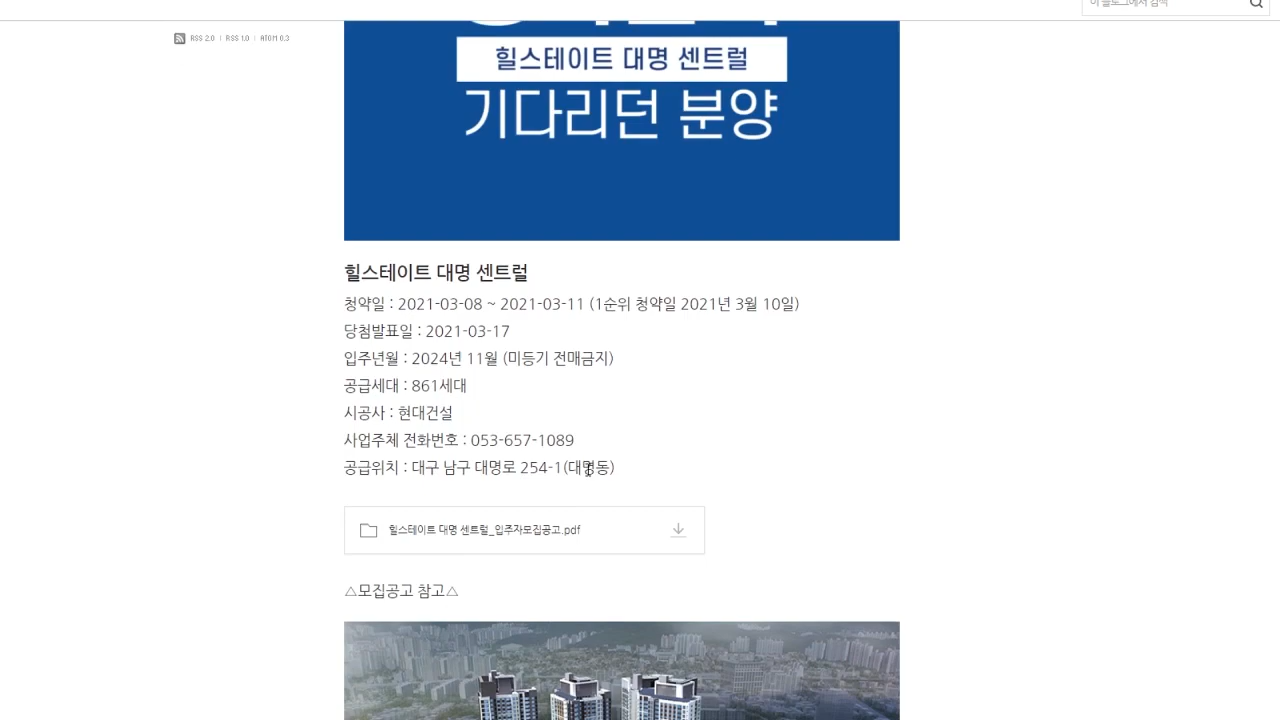 RSS 2.0 | RSS 1.0 | ATOM 0.3
힐스테이트 대명 센트럴
기다리던 분양
힐스테이트 대명 센트럴
청약일 : 2021-03-08 ~ 2021-03-11 (1순위 청약일 2021년 3월 10일)
당첨발표일 : 2021-03-17
입주년월 : 2024년 11월 (미등기 전매금지)
공급세대 : 861세대
시공사 : 현대건설
사업주체 전화번호 : 053-657-1089
공급위치 : 대구 남구 대명로 254-1(대명동)
힐스테이트 대명 센트럴_입주자모집공고.pdf
△모집공고 참고△